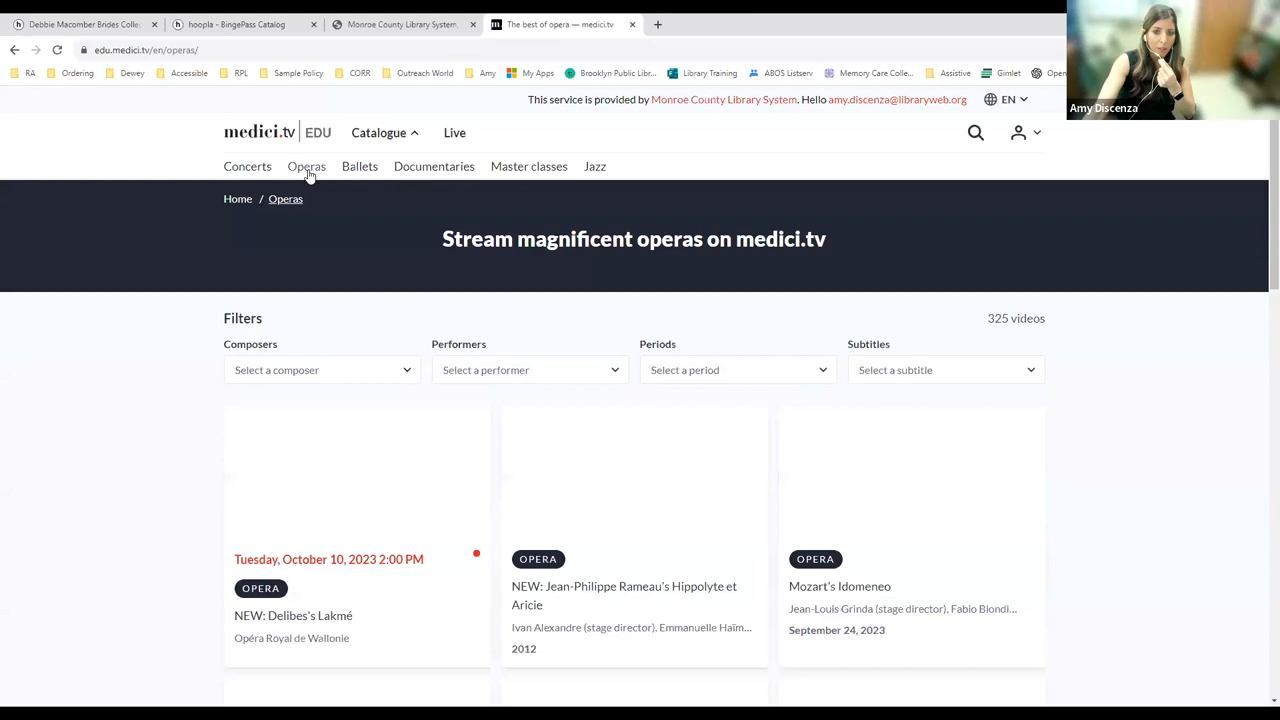 Debbie Macomber Brides Colle
hoopla - BingePass Catalog
Monroe County Library System
The best of opera — medici.tv
edu.medici.tv/en/operas/
RA
Ordering
Dewey
Accessible
RPL
Sample Policy
CORR
Outreach World
Amy
My Apps
Brooklyn Public Libr...
Library Training
ABOS Listserv
Memory Care Colle...
Assistive
Gimlet
Open
Amy Discenza
This service is provided by Monroe County Library System. Hello amy.discenza@libraryweb.org
EN
medici.tv EDU
Catalogue
Live
Concerts
Operas
Ballets
Documentaries
Master classes
Jazz
Home / Operas
Stream magnificent operas on medici.tv
Filters
325 videos
Composers
Performers
Periods
Subtitles
Select a composer
Select a performer
Select a period
Select a subtitle
Tuesday, October 10, 2023 2:00 PM
OPERA
NEW: Delibes's Lakmé
Opéra Royal de Wallonie
OPERA
NEW: Jean-Philippe Rameau's Hippolyte et
Aricie
Ivan Alexandre (stage director), Emmanuelle Haïm...
2012
OPERA
Mozart's Idomeneo
Jean-Louis Grinda (stage director), Fabio Biondi...
September 24, 2023